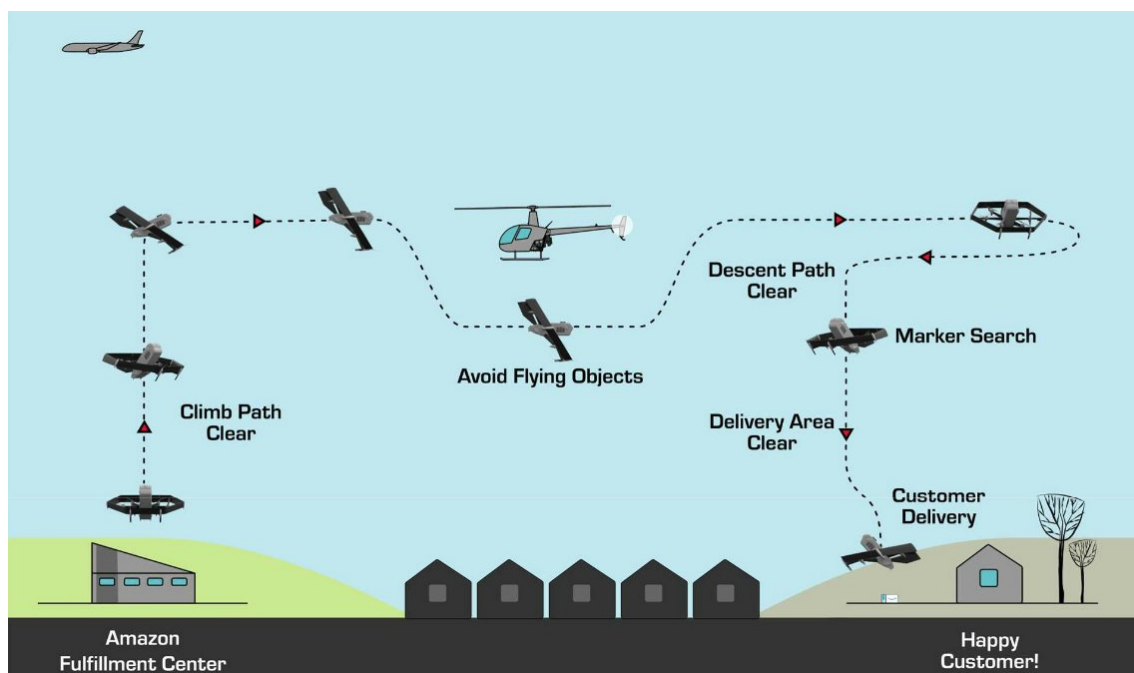 Descent Path
Clear
Marker Search
Avoid Flying Objects
Climb Path
Clear
Delivery Area
Clear
Customer
Delivery
Amazon
Fulfillment Center
Happy
Customer!